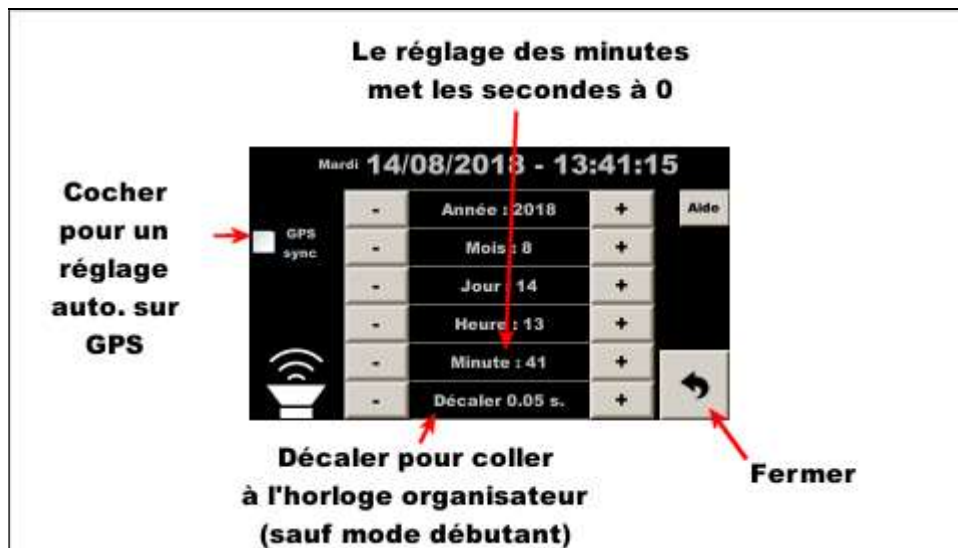 Le réglage des minutes
met les secondes à 0
Mardi 14/08/2018 - 13:41:15
Cocher
pour un
réglage
auto. sur
GPS
GPS
sync
- Année : 2018 +
Aide
- Mois : 8 +
- Jour : 14 +
- Heure : 13 +
- Minute : 41 +
- Décaler 0.05 s. +
Décaler pour coller
à l'horloge organisateur
(sauf mode débutant)
Fermer